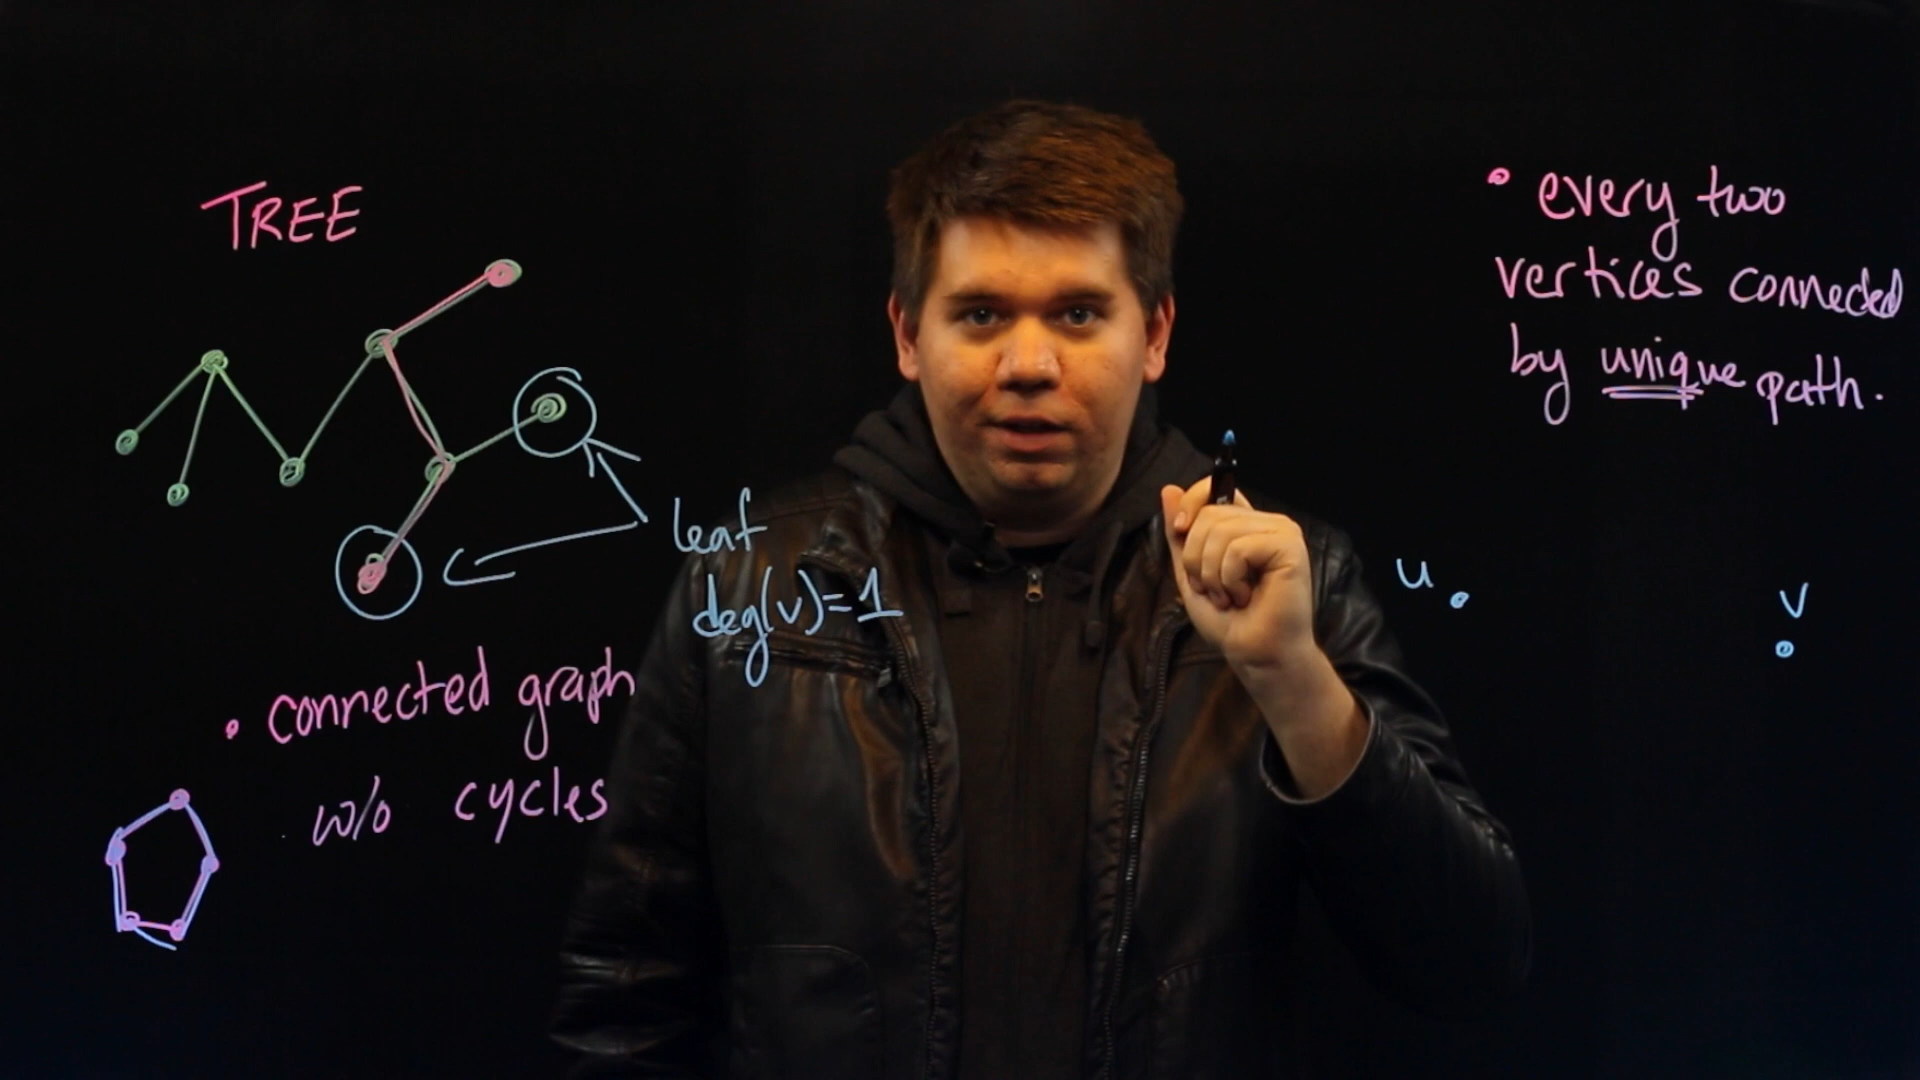 TREE
leaf
deg(v)=1
• connected graph
w/o cycles
• every two
vertices connected
by unique path.
u
v